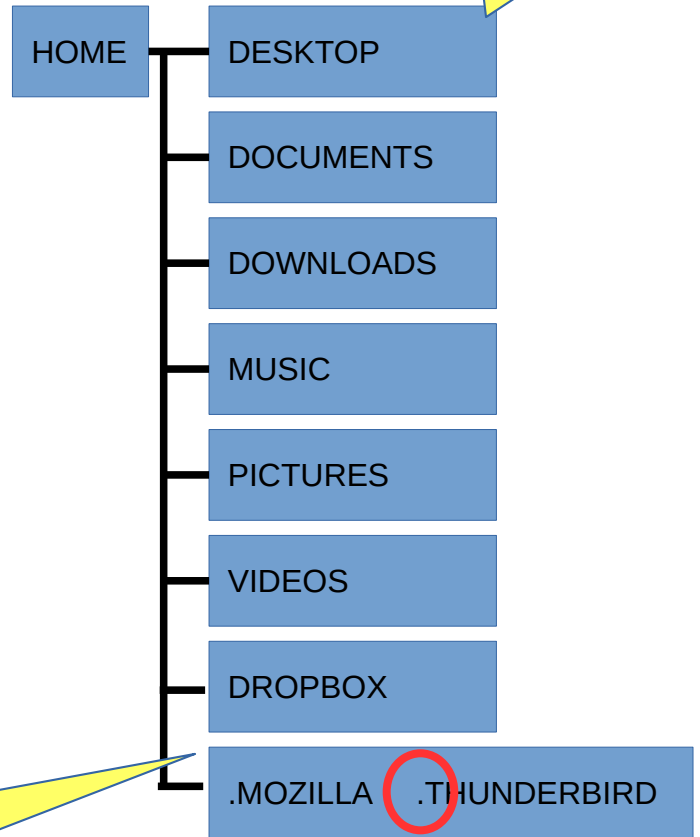 HOME
DESKTOP
DOCUMENTS
DOWNLOADS
MUSIC
PICTURES
VIDEOS
DROPBOX
.MOZILLA .THUNDERBIRD